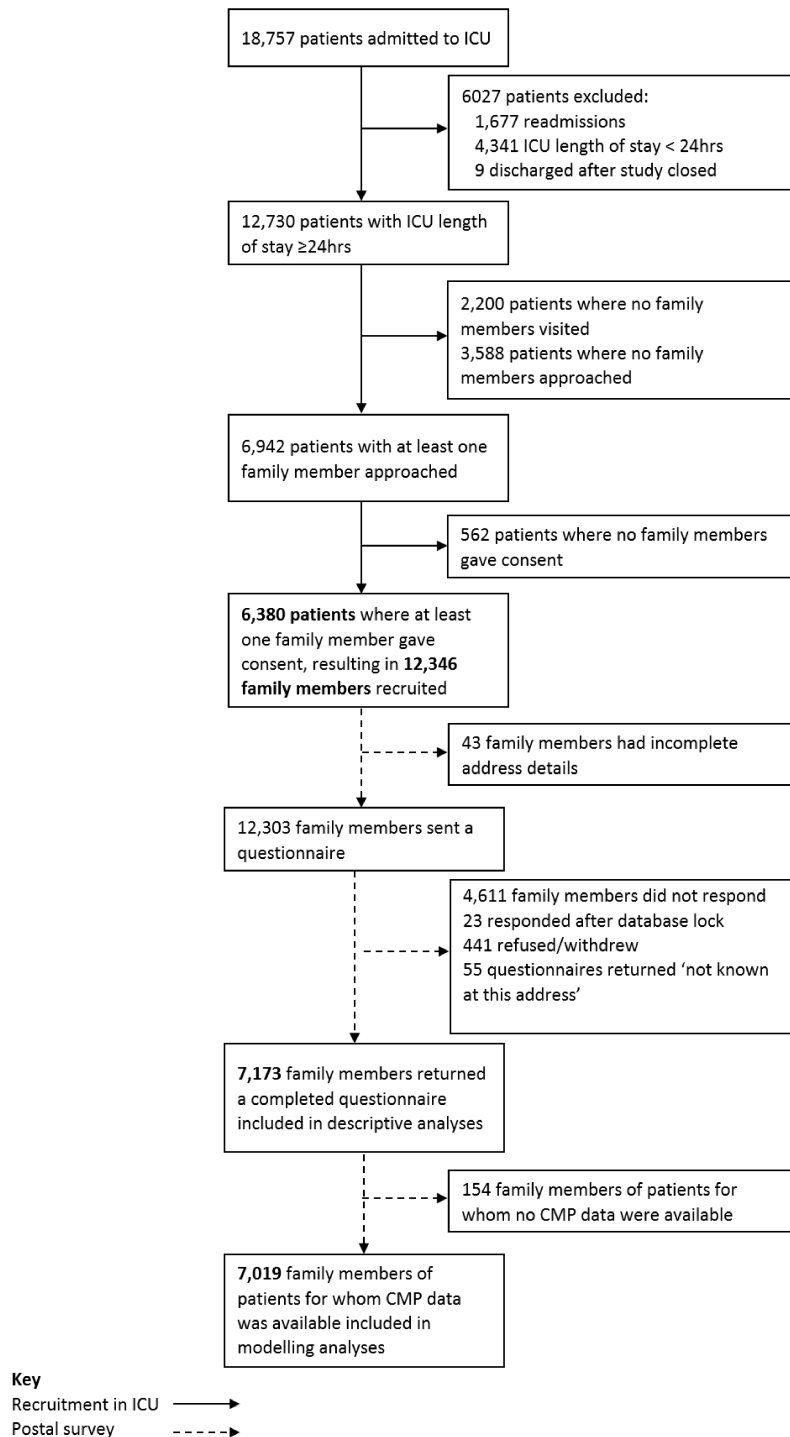 18,757 patients admitted to ICU
6027 patients excluded:
1,677 readmissions
4,341 ICU length of stay < 24hrs
9 discharged after study closed
12,730 patients with ICU length
of stay ≥24hrs
2,200 patients where no family
members visited
3,588 patients where no family
members approached
6,942 patients with at least one
family member approached
562 patients where no family members
gave consent
6,380 patients where at least
one family member gave
consent, resulting in 12,346
family members recruited
43 family members had incomplete
address details
12,303 family members sent a
questionnaire
4,611 family members did not respond
23 responded after database lock
441 refused/withdrew
55 questionnaires returned ‘not known
at this address’
7,173 family members returned
a completed questionnaire
included in descriptive analyses
154 family members of patients for
whom no CMP data were available
7,019 family members of
patients for whom CMP data
was available included in
modelling analyses
Key
Recruitment in ICU
Postal survey